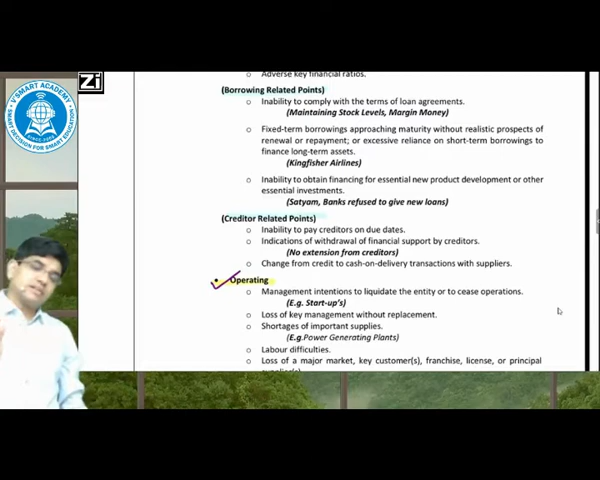 V'SMART ACADEMY
SINCE 2003
SMART DECISION FOR SMART EDUCATION
Zi
o Adverse key financial ratios.
(Borrowing Related Points)
o Inability to comply with the terms of loan agreements.
(Maintaining Stock Levels, Margin Money)
o Fixed-term borrowings approaching maturity without realistic prospects of
renewal or repayment; or excessive reliance on short-term borrowings to
finance long-term assets.
(Kingfisher Airlines)
o Inability to obtain financing for essential new product development or other
essential investments.
(Satyam, Banks refused to give new loans)
(Creditor Related Points)
o Inability to pay creditors on due dates.
o Indications of withdrawal of financial support by creditors.
(No extension from creditors)
o Change from credit to cash-on-delivery transactions with suppliers.
• Operating
o Management intentions to liquidate the entity or to cease operations.
(E.g. Start-up's)
o Loss of key management without replacement.
o Shortages of important supplies.
(E.g.Power Generating Plants)
o Labour difficulties.
o Loss of a major market, key customer(s), franchise, license, or principal
supplier(s).